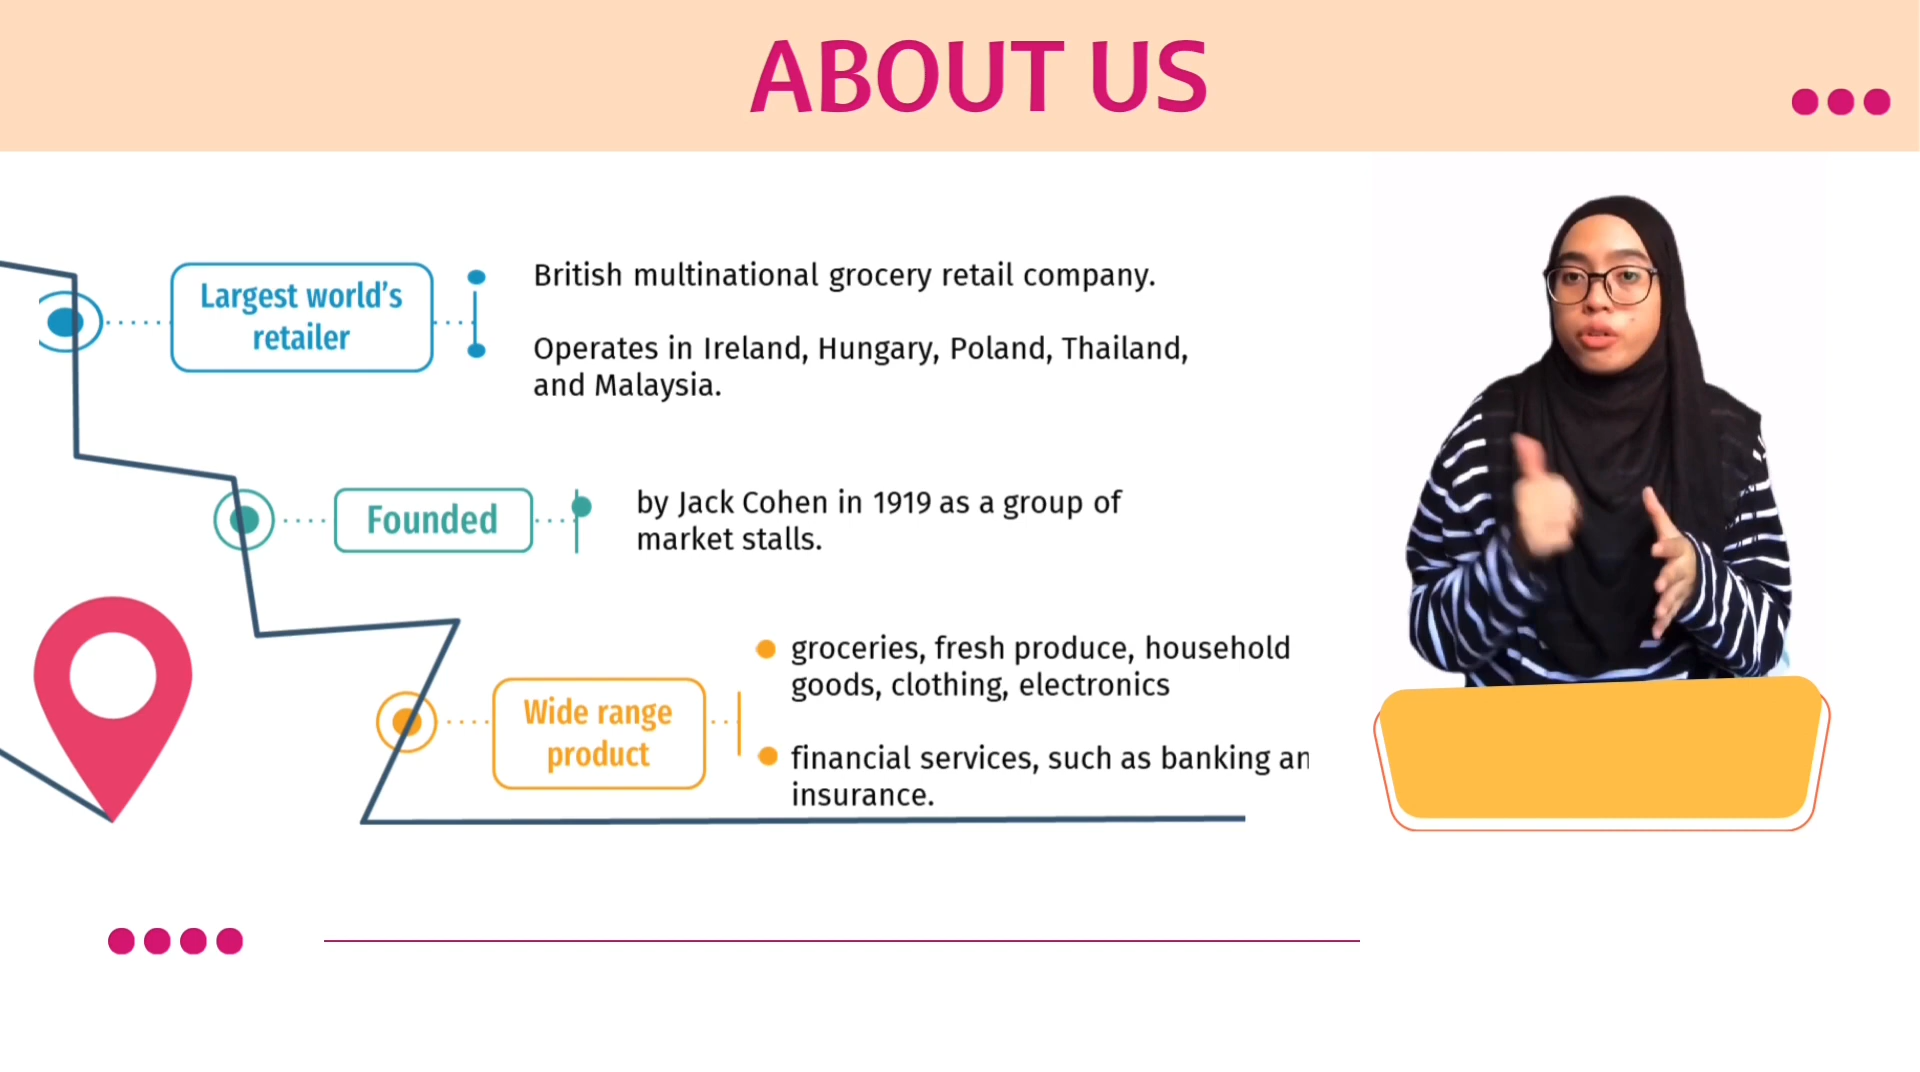 ABOUT US
Largest world's
retailer
British multinational grocery retail company.
Operates in Ireland, Hungary, Poland, Thailand,
and Malaysia.
Founded
by Jack Cohen in 1919 as a group of
market stalls.
Wide range
product
groceries, fresh produce, household
goods, clothing, electronics
financial services, such as banking an
insurance.